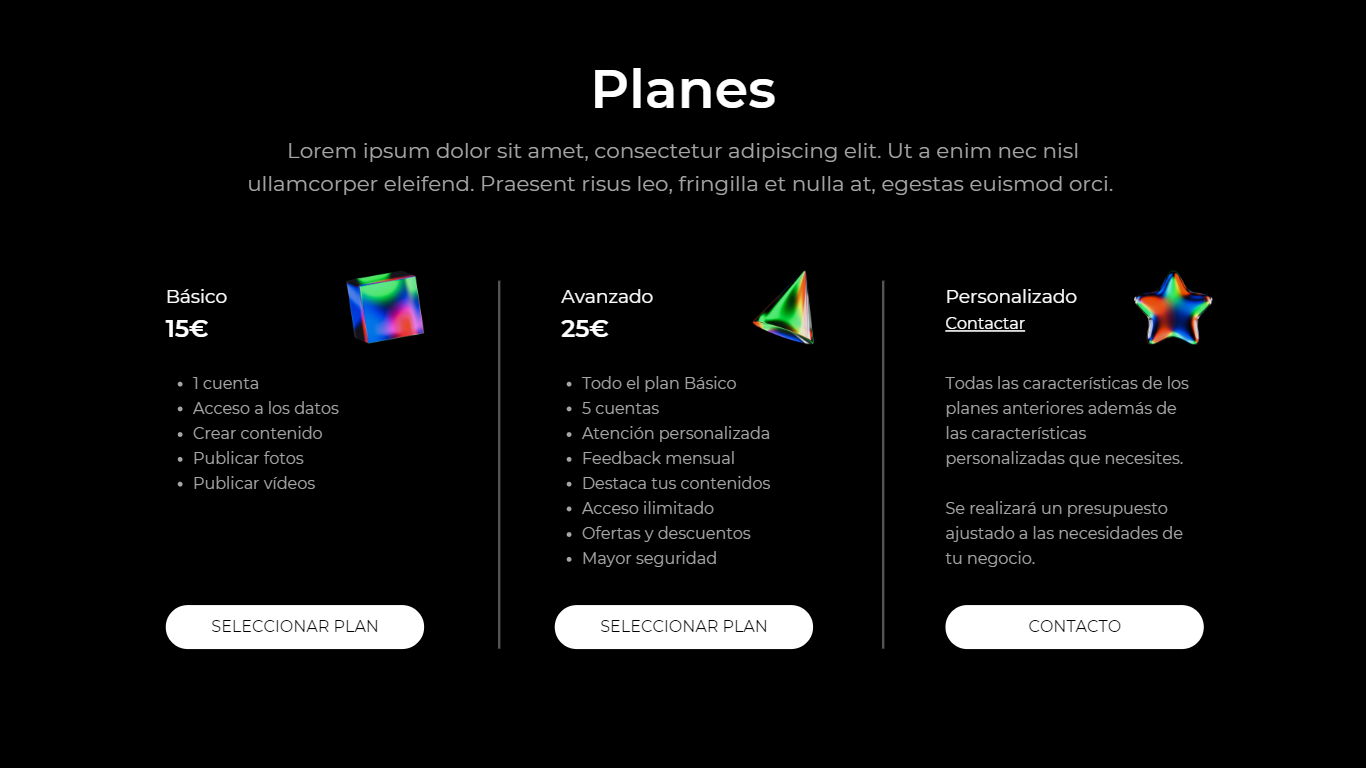 Planes
Lorem ipsum dolor sit amet, consectetur adipiscing elit. Ut a enim nec nisl
ullamcorper eleifend. Praesent risus leo, fringilla et nulla at, egestas euismod orci.
Básico
15€
• 1 cuenta
• Acceso a los datos
• Crear contenido
• Publicar fotos
• Publicar vídeos
SELECCIONAR PLAN
Avanzado
25€
• Todo el plan Básico
• 5 cuentas
• Atención personalizada
• Feedback mensual
• Destaca tus contenidos
• Acceso ilimitado
• Ofertas y descuentos
• Mayor seguridad
SELECCIONAR PLAN
Personalizado
Contactar
Todas las características de los
planes anteriores además de
las características
personalizadas que necesites.
Se realizará un presupuesto
ajustado a las necesidades de
tu negocio.
CONTACTO